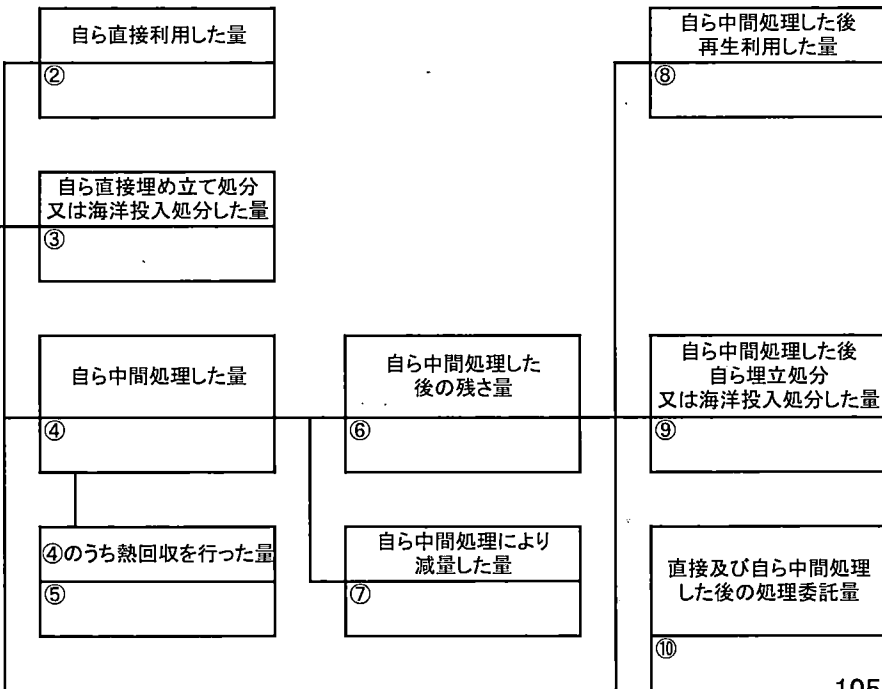 自ら直接利用した量
②
自ら直接埋め立て処分
又は海洋投入処分した量
③
自ら中間処理した量
④
④のうち熱回収を行った量
⑤
自ら中間処理した
後の残さ量
⑥
自ら中間処理により
減量した量
⑦
自ら中間処理した後
再生利用した量
⑧
自ら中間処理した後
自ら埋立処分
又は海洋投入処分した量
⑨
直接及び自ら中間処理
した後の処理委託量
⑩